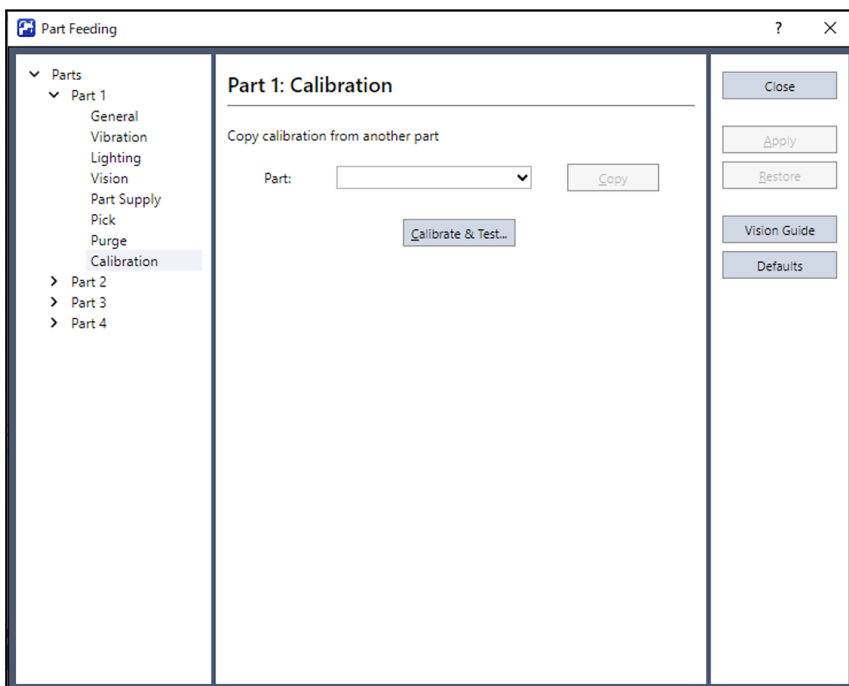 Part Feeding
?
Parts
Part 1
General
Vibration
Lighting
Vision
Part Supply
Pick
Purge
Calibration
Part 2
Part 3
Part 4
Part 1: Calibration
Copy calibration from another part
Part:
Copy
Calibrate & Test...
Close
Apply
Restore
Vision Guide
Defaults